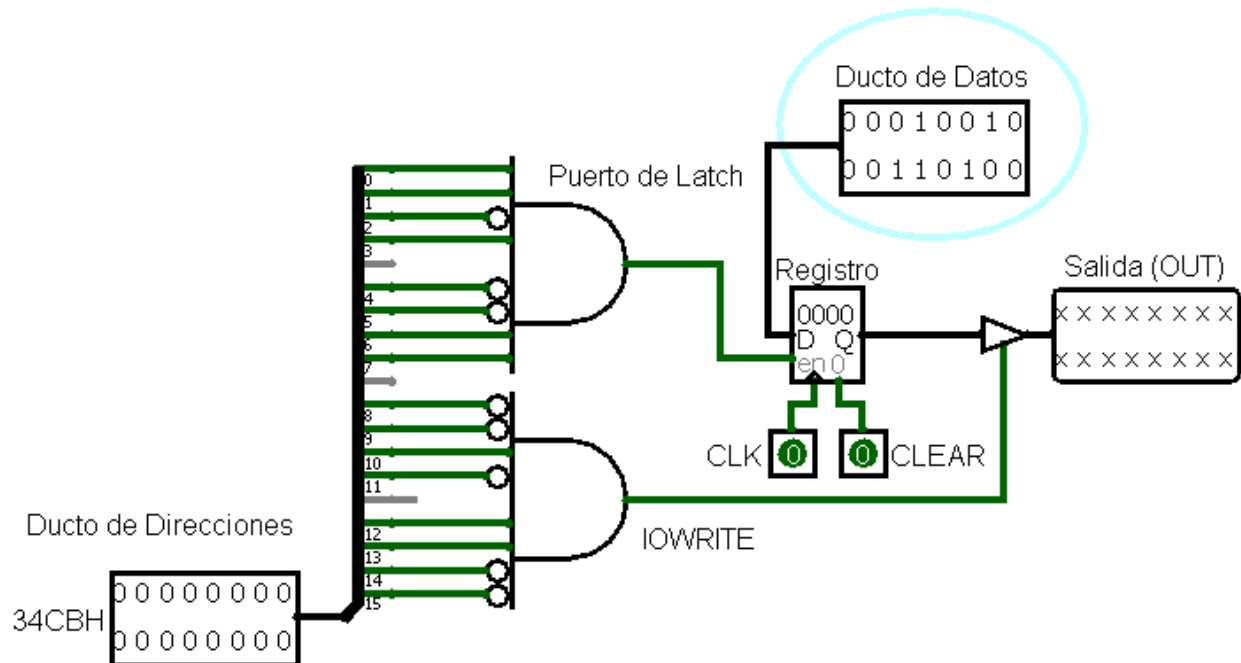 Ducto de Datos
0 0 0 1 0 0 1 0
0 0 1 1 0 1 0 0
Puerto de Latch
0
1
2
3
4
5
6
7
Registro
0000
D Q
en 0
Salida (OUT)
x x x x x x x x
x x x x x x x x
CLK 0
0 CLEAR
8
9
10
11
12
13
14
15
IOWRITE
Ducto de Direcciones
34CBH
0 0 0 0 0 0 0 0
0 0 0 0 0 0 0 0